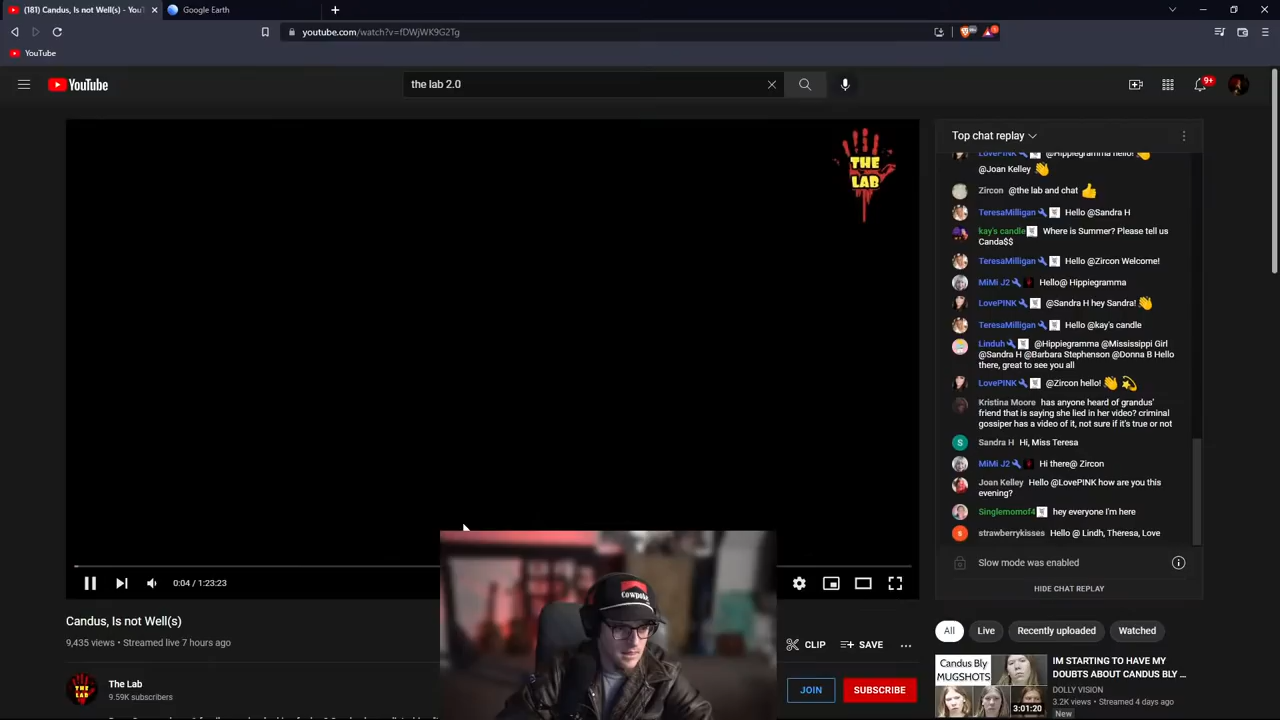 (181) Candus, Is not Well(s) - YouT
Google Earth
youtube.com/watch?v=fDWjWK9G2Tg
YouTube
YouTube
the lab 2.0
9+
THE
LAB
Top chat replay
LovePINK @Hippiegramma hello!
@Joan Kelley
Zircon @the lab and chat
TeresaMilligan Hello @Sandra H
kay's candle Where is Summer? Please tell us
Canda$$
TeresaMilligan Hello @Zircon Welcome!
MiMi J2 Hello@ Hippiegramma
LovePINK @Sandra H hey Sandra!
TeresaMilligan Hello @kay's candle
Linduh @Hippiegramma @Mississippi Girl
@Sandra H @Barbara Stephenson @Donna B Hello
there, great to see you all
LovePINK @Zircon hello!
Kristina Moore has anyone heard of grandus'
friend that is saying she lied in her video? criminal
gossiper has a video of it, not sure if it's true or not
S Sandra H Hi, Miss Teresa
MiMi J2 Hi there@ Zircon
Joan Kelley Hello @LovePINK how are you this
evening?
Singlemomof4 hey everyone I'm here
s strawberrykisses Hello @ Lindh, Theresa, Love
Slow mode was enabled
HIDE CHAT REPLAY
0:04 / 1:23:23
COWPOKE
Candus, Is not Well(s)
9,435 views • Streamed live 7 hours ago
CLIP
SAVE
THE
LAB
The Lab
9.59K subscribers
JOIN
SUBSCRIBE
All
Live
Recently uploaded
Watched
Candus Bly
MUGSHOTS
3:01:20
IM STARTING TO HAVE MY
DOUBTS ABOUT CANDUS BLY ...
DOLLY VISION
3.2K views • Streamed 4 days ago
New